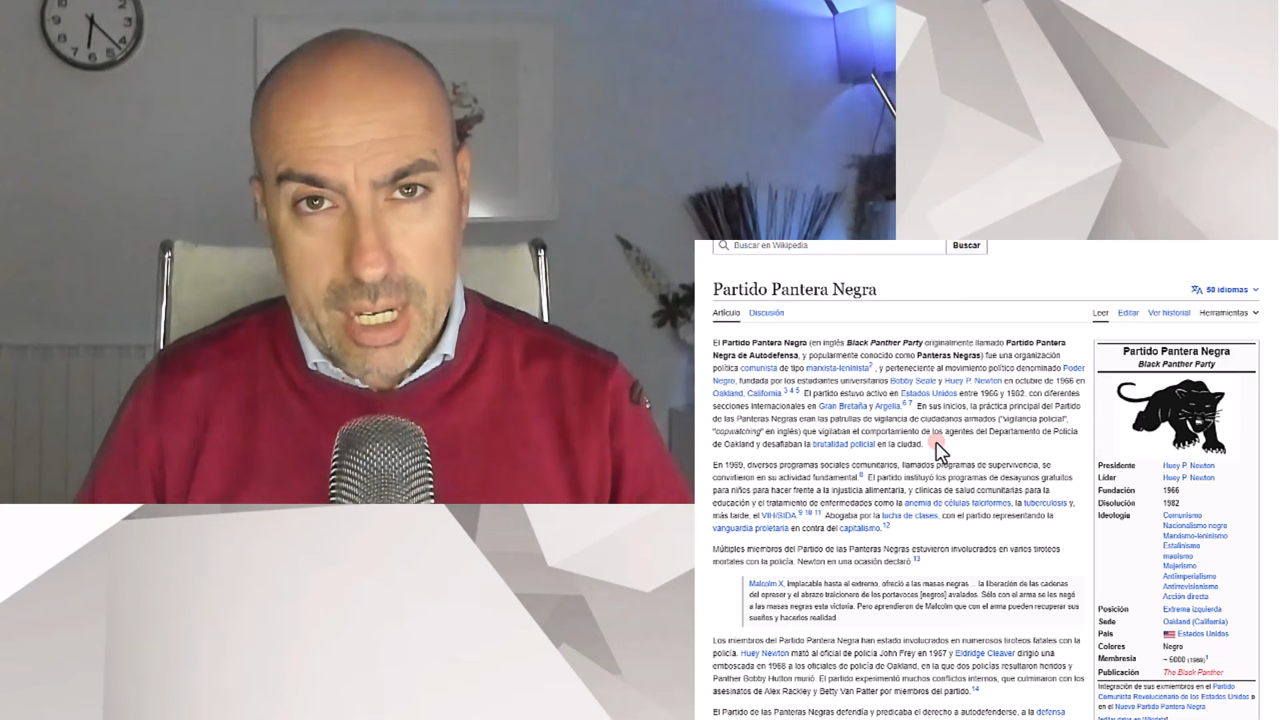 Buscar en Wikipedia
Buscar
Partido Pantera Negra
50 idiomas
Artículo Discusión
Leer Editar Ver historial Herramientas
El Partido Pantera Negra (en inglés Black Panther Party originalmente llamado Partido Pantera
Negra de Autodefensa, y popularmente conocido como Panteras Negras) fue una organización
política comunista de tipo marxista-leninista2 , y perteneciente al movimiento político denominado Poder
Negro, fundada por los estudiantes universitarios Bobby Seale y Huey P. Newton en octubre de 1966 en
Oakland, California 3 4 5 El partido estuvo activo en Estados Unidos entre 1966 y 1982, con diferentes
secciones internacionales en Gran Bretaña y Argelia.6 7 En sus inicios, la práctica principal del Partido
de las Panteras Negras eran las patrullas de vigilancia de ciudadanos armados ("vigilancia policial",
"copwatching" en inglés) que vigilaban el comportamiento de los agentes del Departamento de Policía
de Oakland y desafiaban la brutalidad policial en la ciudad.
En 1969, diversos programas sociales comunitarios, llamados programas de supervivencia, se
convirtieron en su actividad fundamental.8 El partido instituyó los programas de desayunos gratuitos
para niños para hacer frente a la injusticia alimentaria, y clínicas de salud comunitarias para la
educación y el tratamiento de enfermedades como la anemia de células falciformes, la tuberculosis y,
más tarde, el VIH/SIDA.9 10 11 Abogaba por la lucha de clases, con el partido representando la
vanguardia proletaria en contra del capitalismo.12
Múltiples miembros del Partido de las Panteras Negras estuvieron involucrados en varios tiroteos
mortales con la policía. Newton en una ocasión declaró:13
Malcolm X, implacable hasta el extremo, ofreció a las masas negras... la liberación de las cadenas
del opresor y el abrazo traicionero de los portavoces [negros] avalados. Sólo con el arma se les negó
a las masas negras esta victoria. Pero aprendieron de Malcolm que con el arma pueden recuperar sus
sueños y hacerlos realidad
Los miembros del Partido Pantera Negra han estado involucrados en numerosos tiroteos fatales con la
policía. Huey Newton mató al oficial de policía John Frey en 1967 y Eldridge Cleaver dirigió una
emboscada en 1968 a los oficiales de policía de Oakland, en la que dos policías resultaron heridos y
Panther Bobby Hutton murió. El partido experimentó muchos conflictos internos, que culminaron con los
asesinatos de Alex Rackley y Betty Van Patter por miembros del partido.14
El Partido de las Panteras Negras defendía y predicaba el derecho a autodefenderse, a la defensa
Partido Pantera Negra
Black Panther Party
Presidente Huey P. Newton
Líder Huey P. Newton
Fundación 1966
Disolución 1982
Ideología Comunismo
Nacionalismo negro
Marxismo-leninismo
Estalinismo
maoísmo
Mujerismo
Antiimperialismo
Antirrevisionismo
Acción directa
Posición Extrema izquierda
Sede Oakland (California)
País Estados Unidos
Colores Negro
Membresía ~ 5000 (1969)1
Publicación The Black Panther
Integración de sus exmiembros en el Partido
Comunista Revolucionario de los Estados Unidos o
en el Nuevo Partido Pantera Negra
[editar datos en Wikidata]